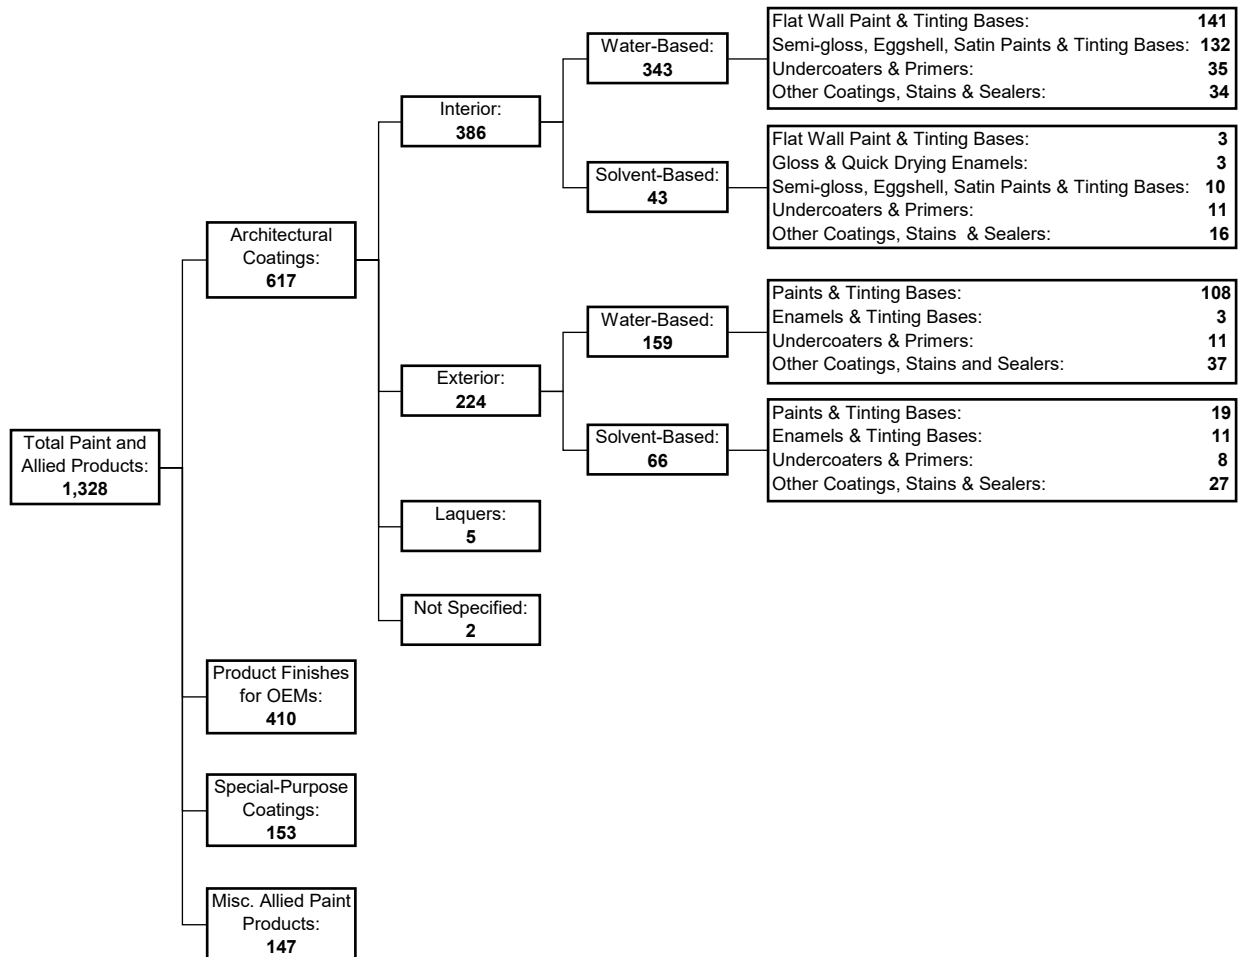 Total Paint and
Allied Products:
1,328
Architectural
Coatings:
617
Interior:
386
Water-Based:
343
Flat Wall Paint & Tinting Bases: 141
Semi-gloss, Eggshell, Satin Paints & Tinting Bases: 132
Undercoaters & Primers: 35
Other Coatings, Stains & Sealers: 34
Solvent-Based:
43
Flat Wall Paint & Tinting Bases: 3
Gloss & Quick Drying Enamels: 3
Semi-gloss, Eggshell, Satin Paints & Tinting Bases: 10
Undercoaters & Primers: 11
Other Coatings, Stains & Sealers: 16
Exterior:
224
Water-Based:
159
Paints & Tinting Bases: 108
Enamels & Tinting Bases: 3
Undercoaters & Primers: 11
Other Coatings, Stains and Sealers: 37
Solvent-Based:
66
Paints & Tinting Bases: 19
Enamels & Tinting Bases: 11
Undercoaters & Primers: 8
Other Coatings, Stains & Sealers: 27
Laquers:
5
Not Specified:
2
Product Finishes
for OEMs:
410
Special-Purpose
Coatings:
153
Misc. Allied Paint
Products:
147